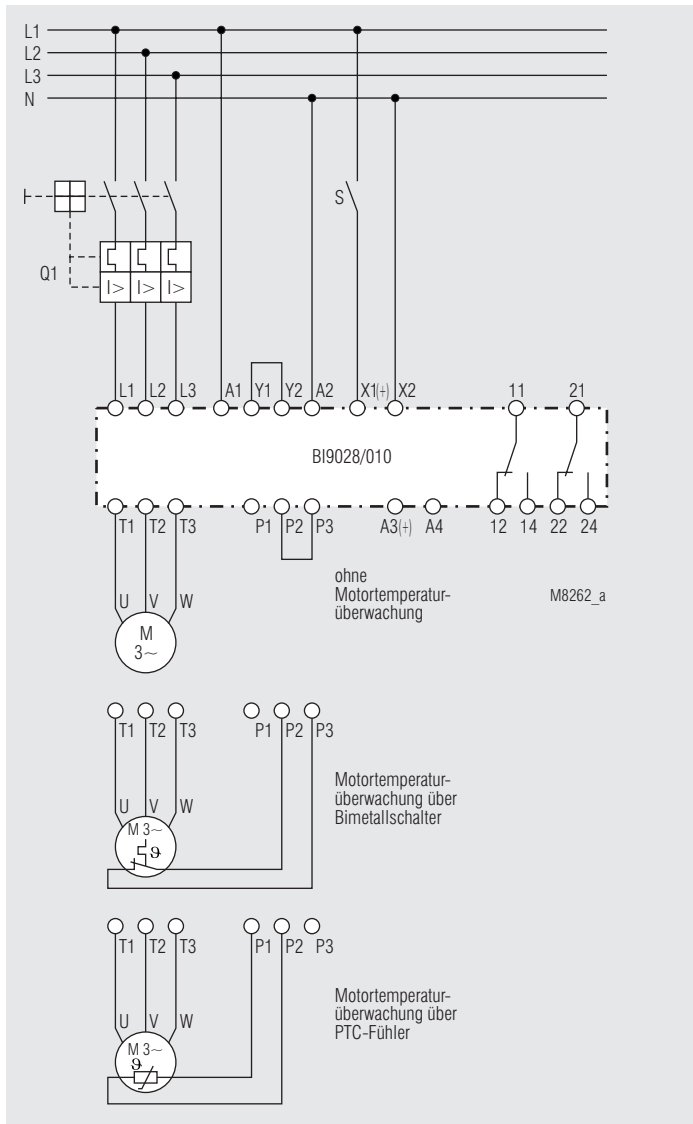 L1
L2
L3
N
S
Q1
I> I> I>
L1 L2 L3 A1 Y1 Y2 A2 X1(+) X2 11 21
BI9028/010
T1 T2 T3 P1 P2 P3 A3(+) A4 12 14 22 24
ohne
Motortemperatur-
überwachung
M8262_a
U V W
M
3~
T1 T2 T3 P1 P2 P3
Motortemperatur-
überwachung über
Bimetallschalter
U V W
M 3~
ϑ
T1 T2 T3 P1 P2 P3
Motortemperatur-
überwachung über
PTC-Fühler
U V W
M 3~
ϑ